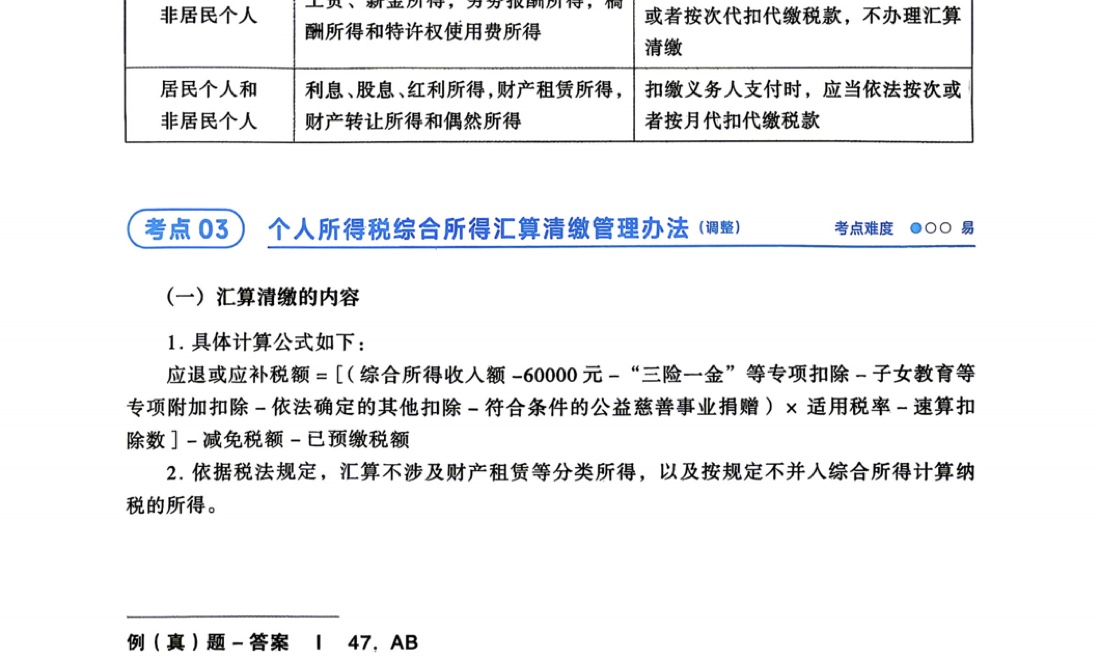 非居民个人
工资、薪金所得，劳务报酬所得，稿
酬所得和特许权使用费所得
或者按次代扣代缴税款，不办理汇算
清缴
居民个人和
非居民个人
利息、股息、红利所得，财产租赁所得，
财产转让所得和偶然所得
扣缴义务人支付时，应当依法按次或
者按月代扣代缴税款
考点 03 个人所得税综合所得汇算清缴管理办法（调整） 考点难度 ●○○ 易
（一）汇算清缴的内容
1. 具体计算公式如下：
应退或应补税额 = [（综合所得收入额 -60000 元 - “三险一金” 等专项扣除 - 子女教育等
专项附加扣除 - 依法确定的其他扣除 - 符合条件的公益慈善事业捐赠）× 适用税率 - 速算扣
除数 ] - 减免税额 - 已预缴税额
2. 依据税法规定，汇算不涉及财产租赁等分类所得，以及按规定不并入综合所得计算纳
税的所得。
例（真）题 - 答案 Ⅰ 47，AB